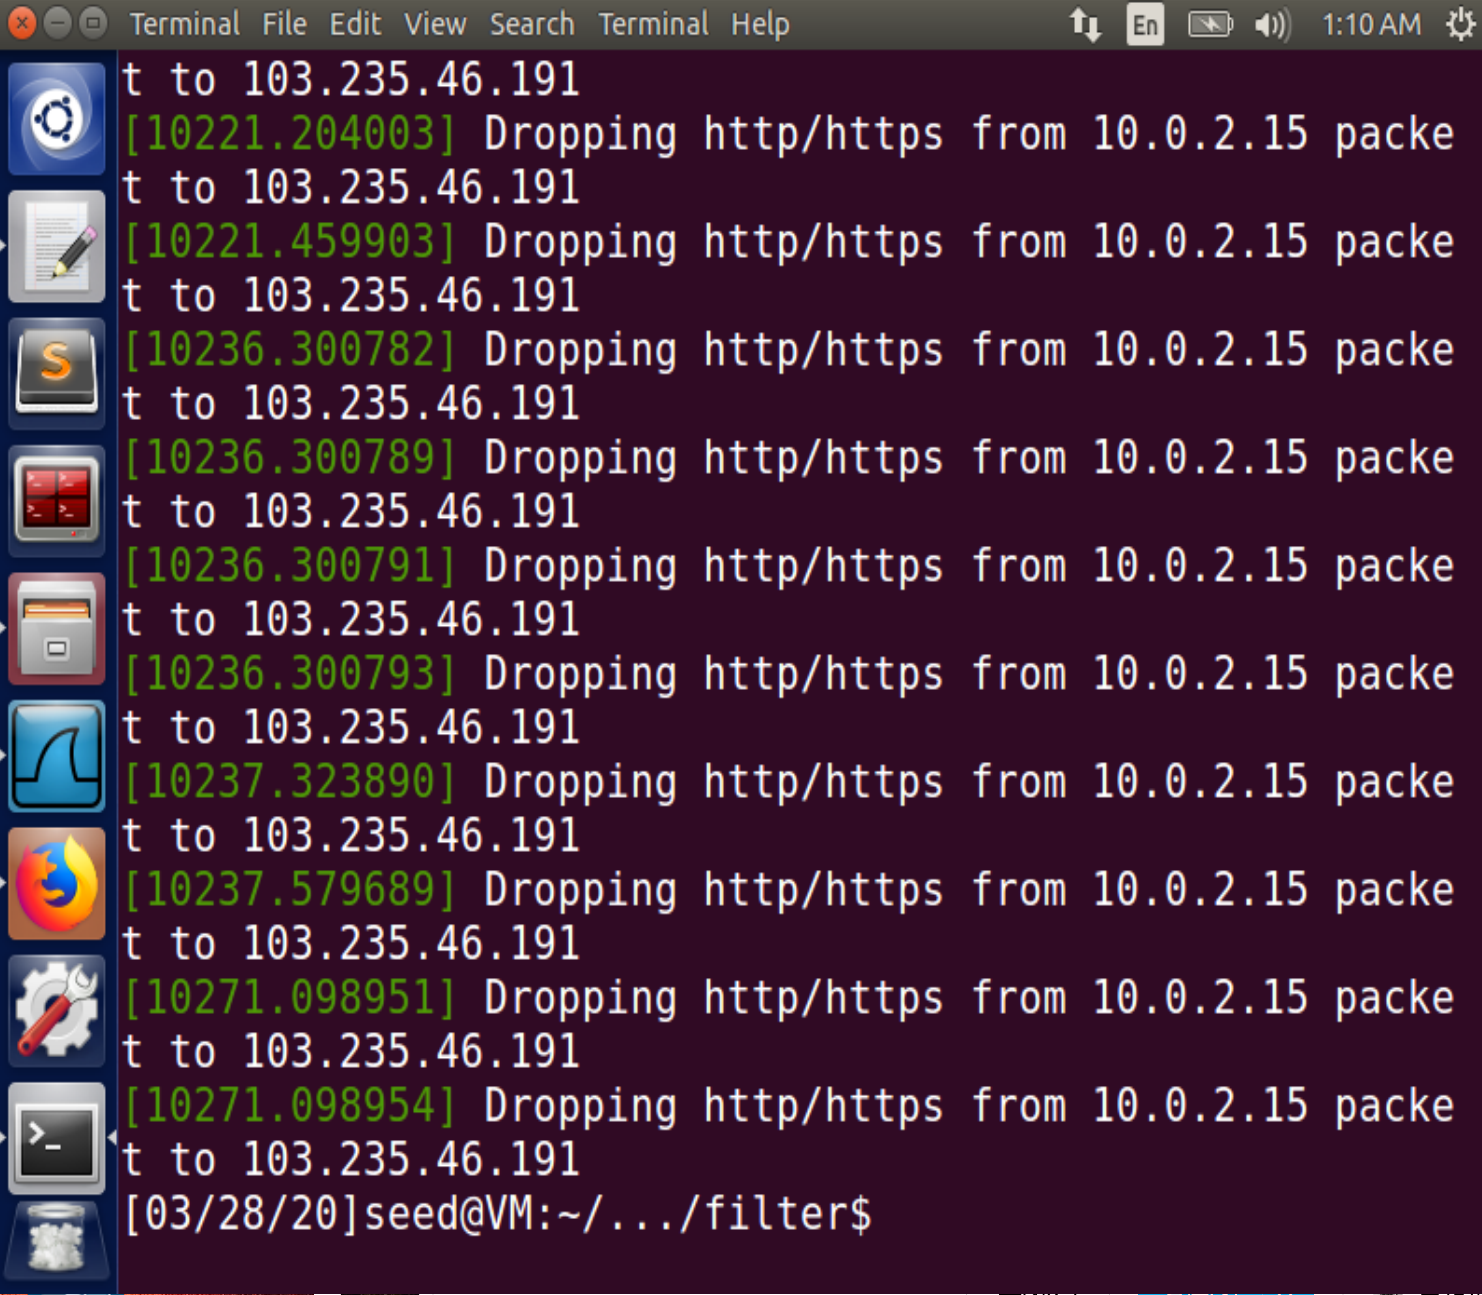 Terminal File Edit View Search Terminal Help En 1:10 AM
t to 103.235.46.191
[10221.204003] Dropping http/https from 10.0.2.15 packe
t to 103.235.46.191
[10221.459903] Dropping http/https from 10.0.2.15 packe
t to 103.235.46.191
[10236.300782] Dropping http/https from 10.0.2.15 packe
t to 103.235.46.191
[10236.300789] Dropping http/https from 10.0.2.15 packe
t to 103.235.46.191
[10236.300791] Dropping http/https from 10.0.2.15 packe
t to 103.235.46.191
[10236.300793] Dropping http/https from 10.0.2.15 packe
t to 103.235.46.191
[10237.323890] Dropping http/https from 10.0.2.15 packe
t to 103.235.46.191
[10237.579689] Dropping http/https from 10.0.2.15 packe
t to 103.235.46.191
[10271.098951] Dropping http/https from 10.0.2.15 packe
t to 103.235.46.191
[10271.098954] Dropping http/https from 10.0.2.15 packe
t to 103.235.46.191
[03/28/20]seed@VM:~/.../filter$